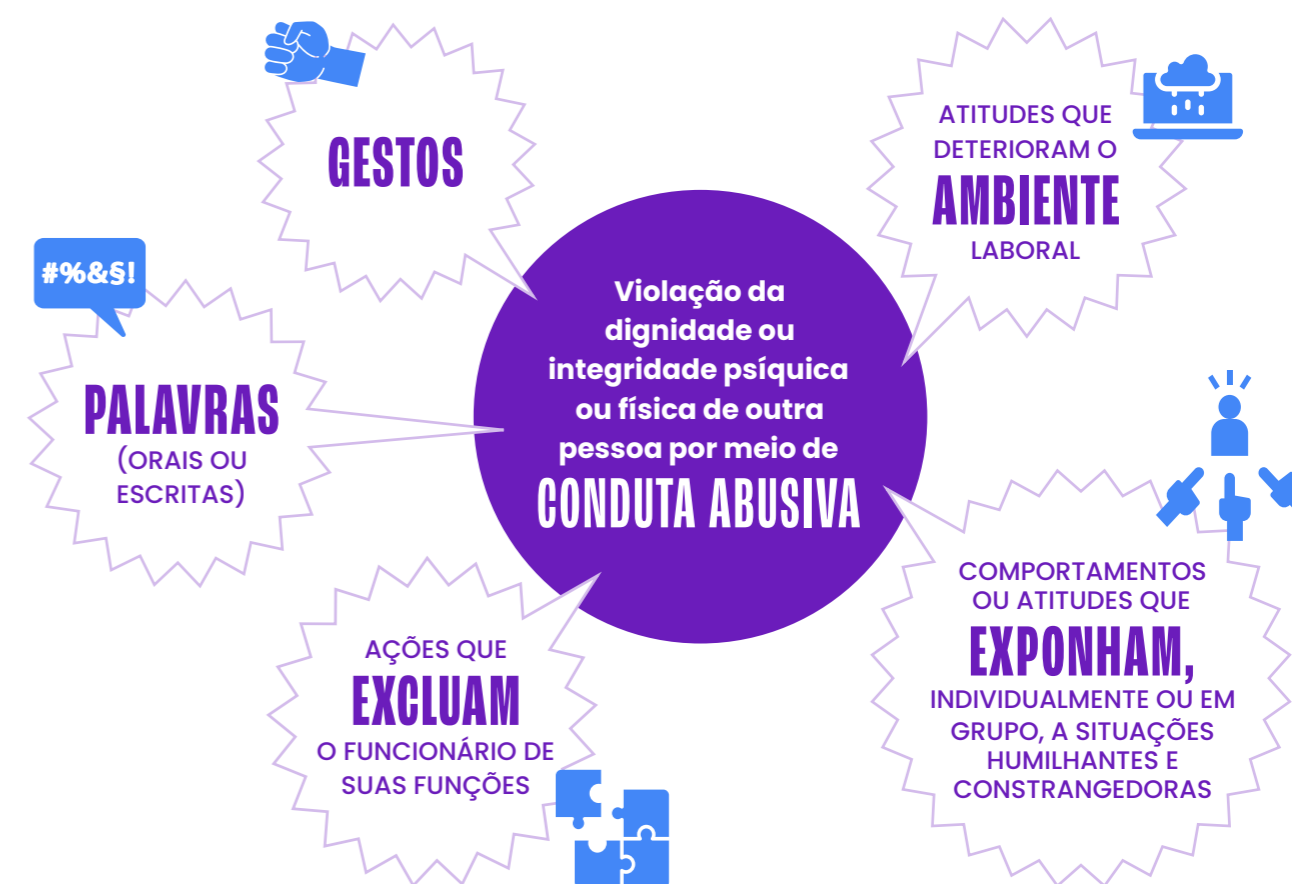 GESTOS
#%&§!
PALAVRAS
(ORAIS OU
ESCRITAS)
Violação da
dignidade ou
integridade psíquica
ou física de outra
pessoa por meio de
CONDUTA ABUSIVA
ATITUDES QUE
DETERIORAM O
AMBIENTE
LABORAL
AÇÕES QUE
EXCLUAM
O FUNCIONÁRIO DE
SUAS FUNÇÕES
COMPORTAMENTOS
OU ATITUDES QUE
EXPONHAM,
INDIVIDUALMENTE OU EM
GRUPO, A SITUAÇÕES
HUMILHANTES E
CONSTRANGEDORAS